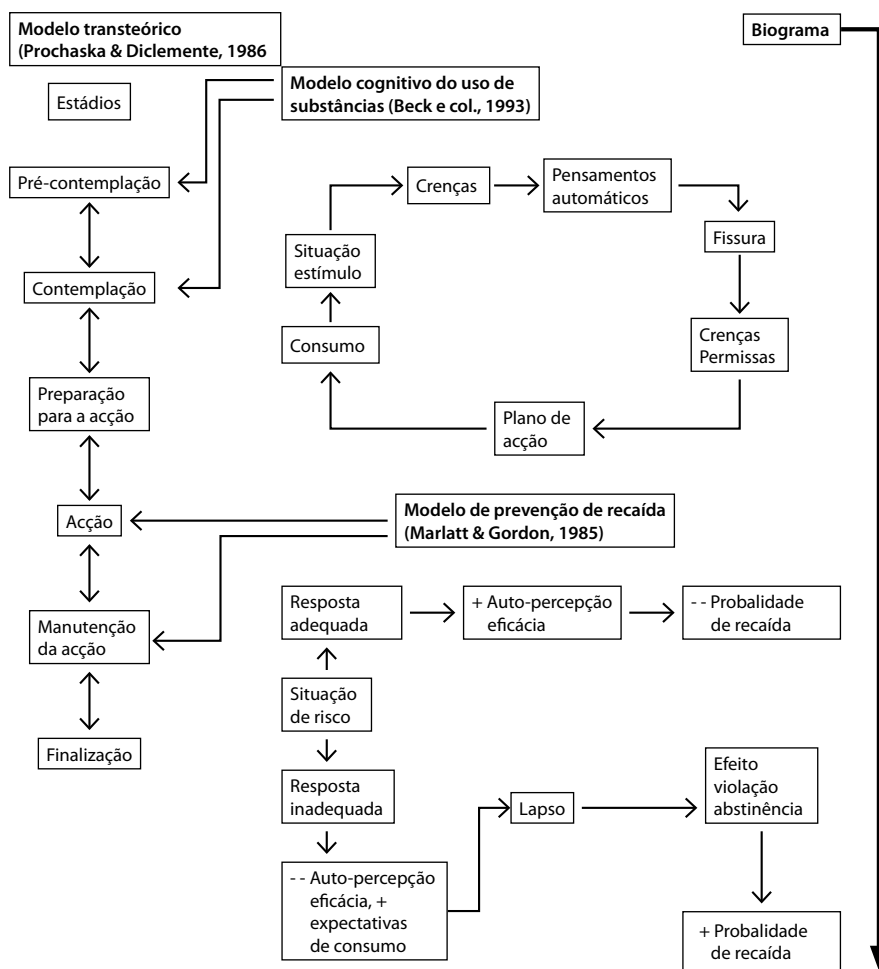 Modelo transteórico
(Prochaska & Diclemente, 1986
Biograma
Estádios
Modelo cognitivo do uso de
substâncias (Beck e col., 1993)
Pré-contemplação
Crenças
Pensamentos
automáticos
Fissura
Situação
estímulo
Contemplação
Consumo
Crenças
Permissas
Preparação
para a acção
Plano de
acção
Acção
Modelo de prevenção de recaída
(Marlatt & Gordon, 1985)
Manutenção
da acção
Resposta
adequada
+ Auto-percepção
eficácia
- - Probalidade
de recaída
Situação
de risco
Finalização
Resposta
inadequada
Lapso
Efeito
violação
abstinência
- - Auto-percepção
eficácia, +
expectativas
de consumo
+ Probalidade
de recaída